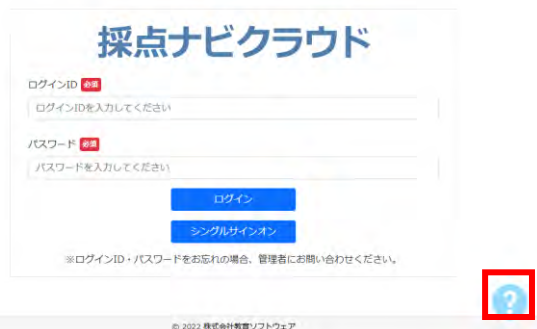 採点ナビクラウド
ログインID 必須
ログインIDを入力してください
パスワード 必須
パスワードを入力してください
ログイン
シングルサインオン
※ログインID・パスワードをお忘れの場合、管理者にお問い合わせください。
?
© 2022 株式会社教育ソフトウェア